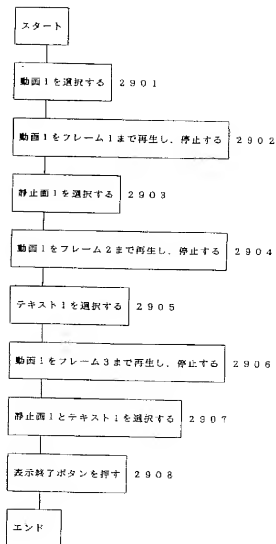 スタート
動画1を選択する 2901
動画1をフレーム1まで再生し、停止する 2902
静止画1を選択する 2903
動画1をフレーム2まで再生し、停止する 2904
テキスト1を選択する 2905
動画1をフレーム3まで再生し、停止する 2906
静止画1とテキスト1を選択する 2907
表示終了ボタンを押す 2908
エンド